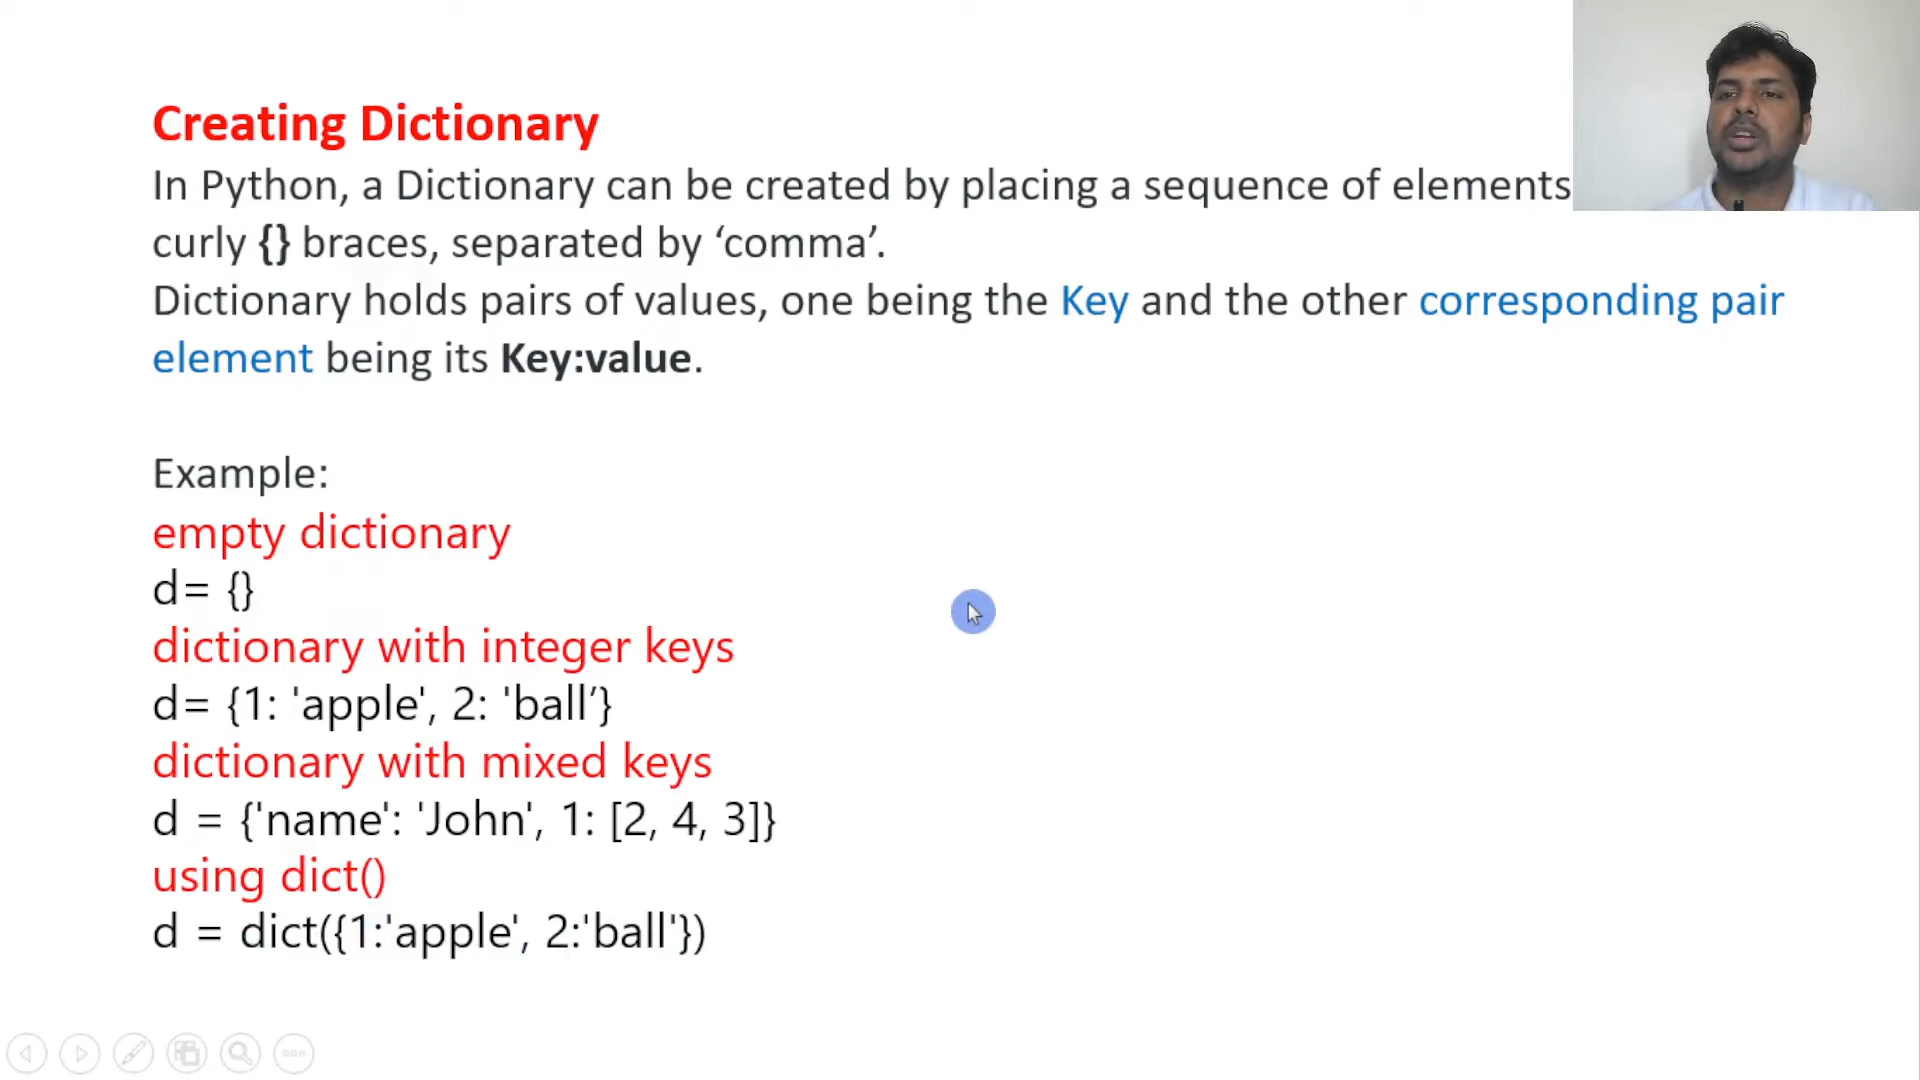 Creating Dictionary
In Python, a Dictionary can be created by placing a sequence of elements
curly {} braces, separated by ‘comma’.
Dictionary holds pairs of values, one being the Key and the other corresponding pair
element being its Key:value.
Example:
empty dictionary
d= {}
dictionary with integer keys
d= {1: 'apple', 2: 'ball’}
dictionary with mixed keys
d = {'name': 'John', 1: [2, 4, 3]}
using dict()
d = dict({1:'apple', 2:'ball'})